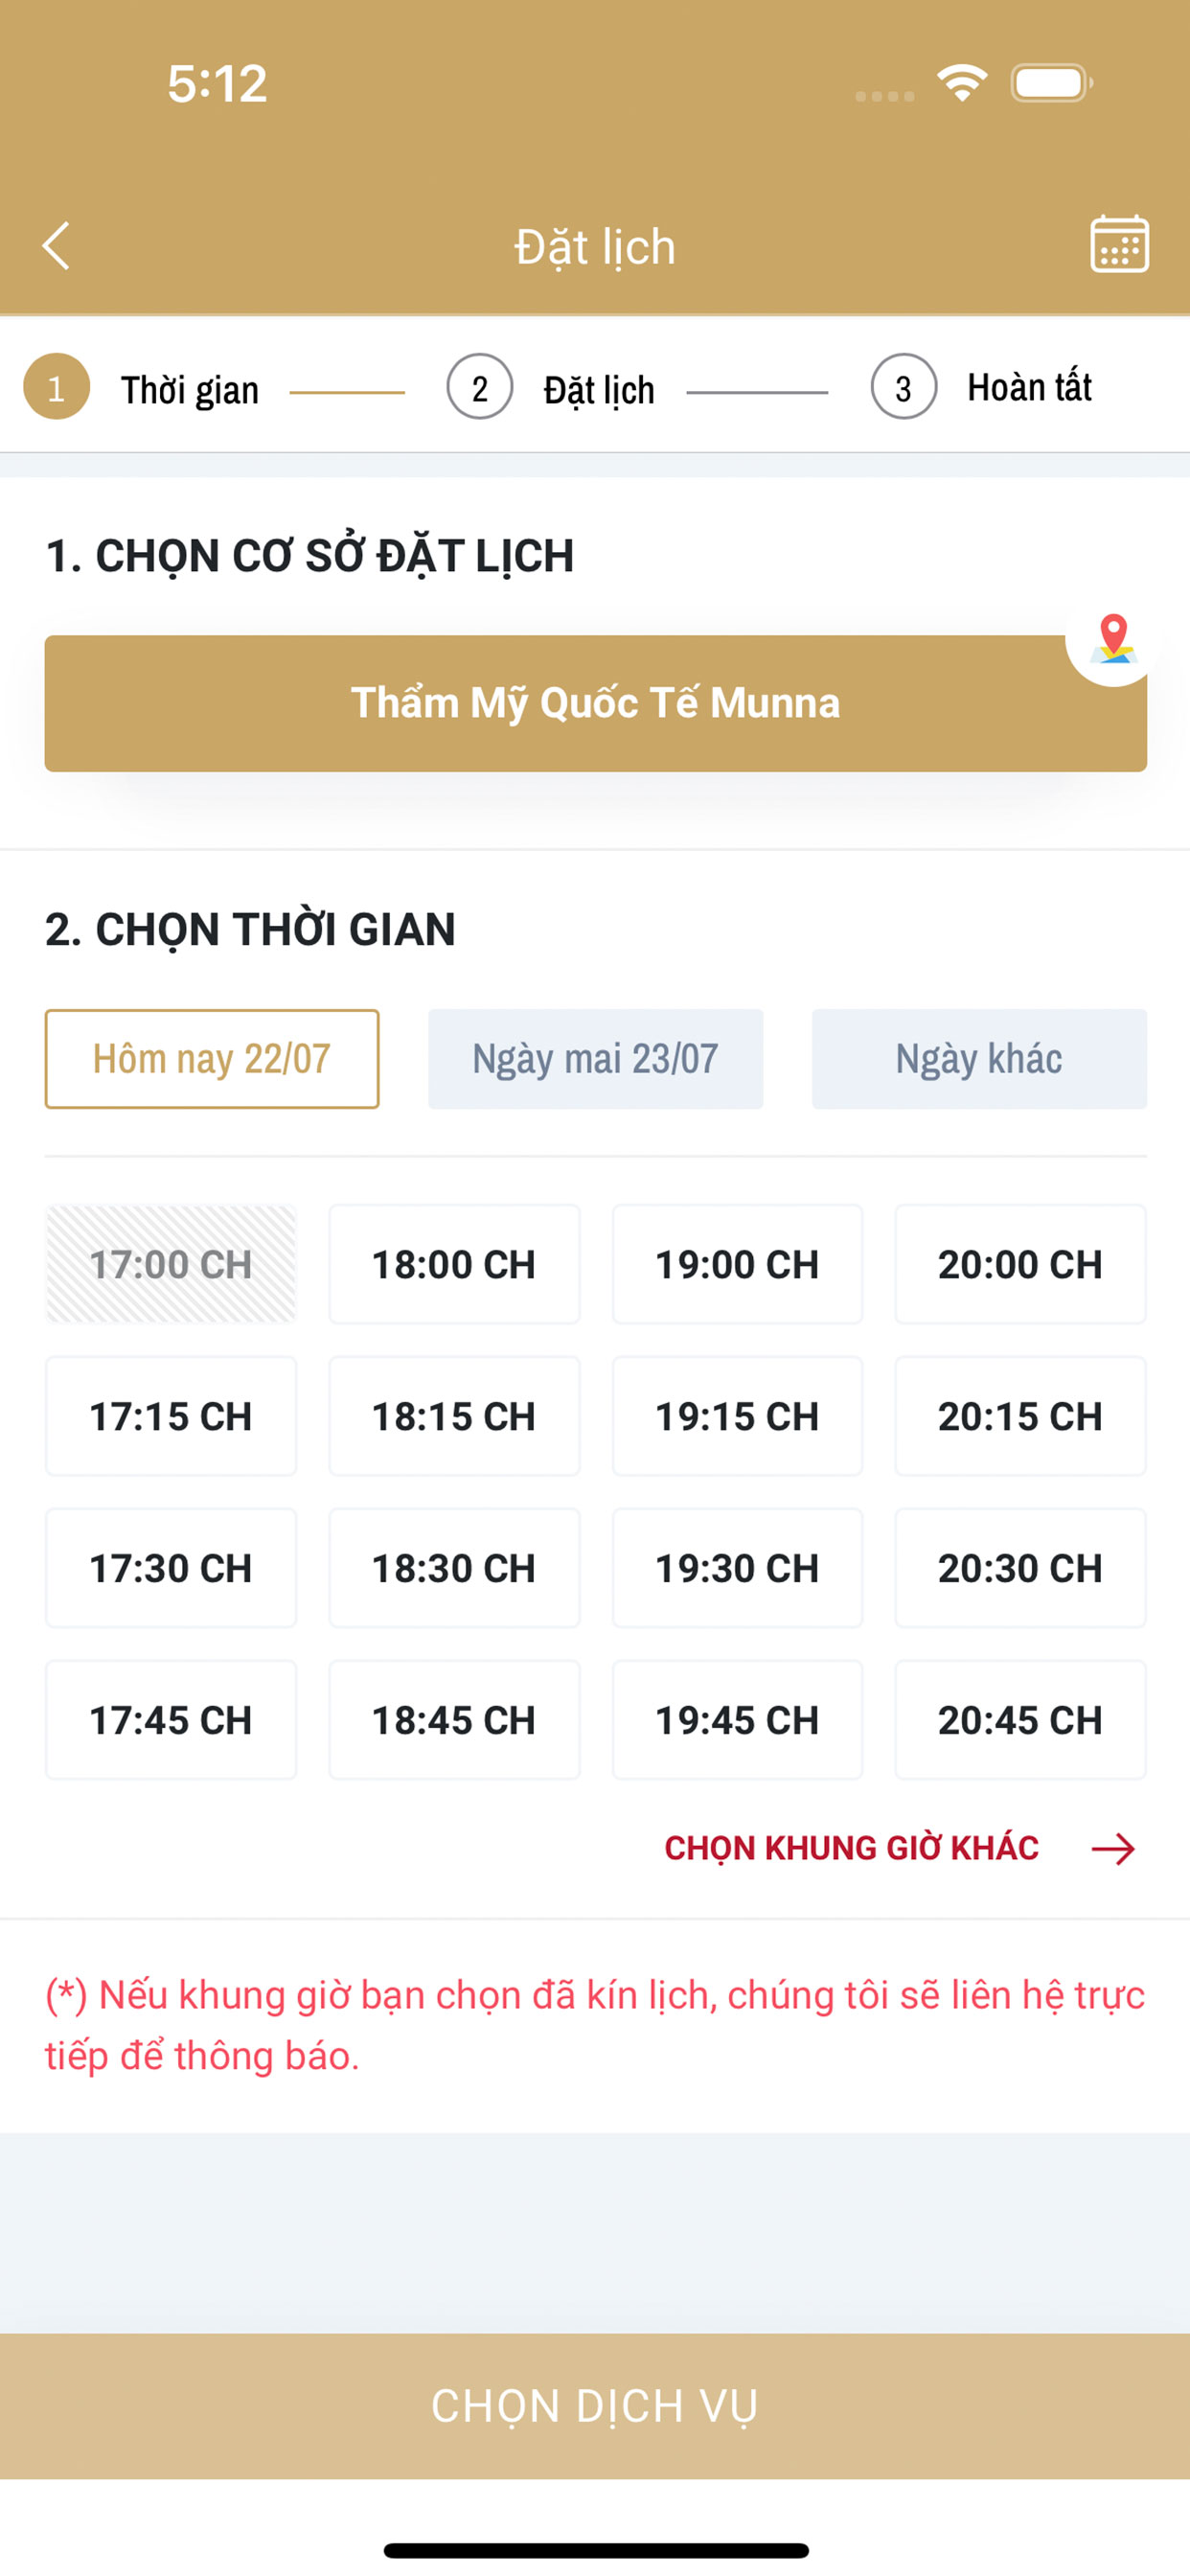 5:12
Đặt lịch
1 Thời gian 2 Đặt lịch 3 Hoàn tất
1. CHỌN CƠ SỞ ĐẶT LỊCH
Thẩm Mỹ Quốc Tế Munna
2. CHỌN THỜI GIAN
Hôm nay 22/07 Ngày mai 23/07 Ngày khác
17:00 CH 18:00 CH 19:00 CH 20:00 CH
17:15 CH 18:15 CH 19:15 CH 20:15 CH
17:30 CH 18:30 CH 19:30 CH 20:30 CH
17:45 CH 18:45 CH 19:45 CH 20:45 CH
CHỌN KHUNG GIỜ KHÁC
(*) Nếu khung giờ bạn chọn đã kín lịch, chúng tôi sẽ liên hệ trực
tiếp để thông báo.
CHỌN DỊCH VỤ